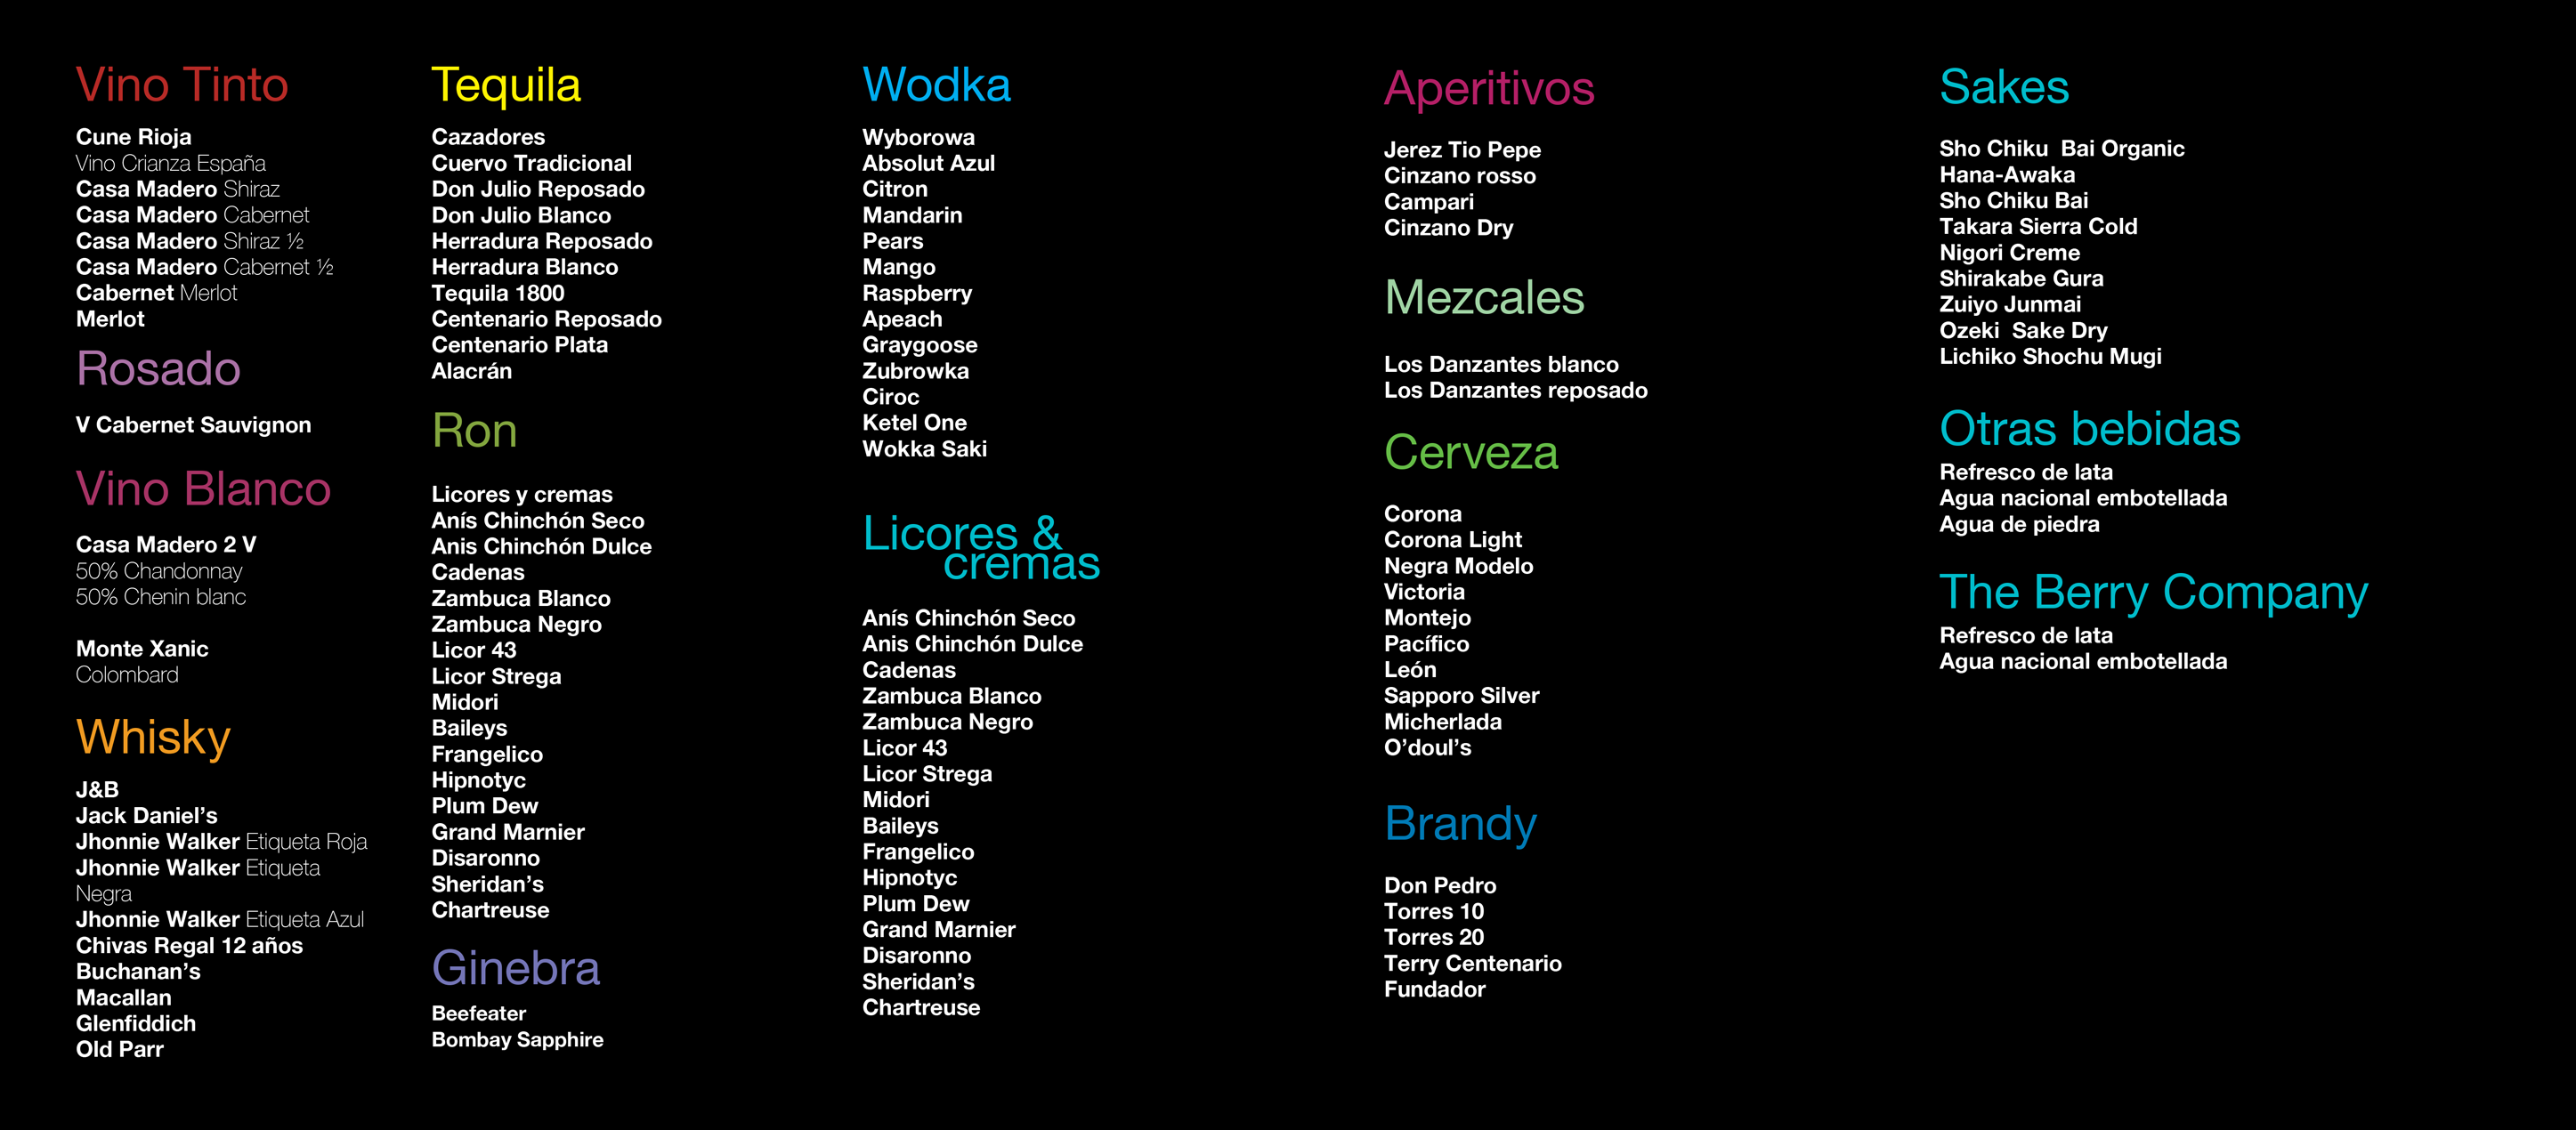 Vino Tinto
Cune Rioja
Vino Crianza España
Casa Madero Shiraz
Casa Madero Cabernet
Casa Madero Shiraz ½
Casa Madero Cabernet ½
Cabernet Merlot
Merlot
Rosado
V Cabernet Sauvignon
Vino Blanco
Casa Madero 2 V
50% Chandonnay
50% Chenin blanc
Monte Xanic
Colombard
Whisky
J&B
Jack Daniel’s
Jhonnie Walker Etiqueta Roja
Jhonnie Walker Etiqueta
Negra
Jhonnie Walker Etiqueta Azul
Chivas Regal 12 años
Buchanan’s
Macallan
Glenfiddich
Old Parr
Tequila
Cazadores
Cuervo Tradicional
Don Julio Reposado
Don Julio Blanco
Herradura Reposado
Herradura Blanco
Tequila 1800
Centenario Reposado
Centenario Plata
Alacrán
Ron
Licores y cremas
Anís Chinchón Seco
Anis Chinchón Dulce
Cadenas
Zambuca Blanco
Zambuca Negro
Licor 43
Licor Strega
Midori
Baileys
Frangelico
Hipnotyc
Plum Dew
Grand Marnier
Disaronno
Sheridan’s
Chartreuse
Ginebra
Beefeater
Bombay Sapphire
Wodka
Wyborowa
Absolut Azul
Citron
Mandarin
Pears
Mango
Raspberry
Apeach
Graygoose
Zubrowka
Ciroc
Ketel One
Wokka Saki
Licores &
cremas
Anís Chinchón Seco
Anis Chinchón Dulce
Cadenas
Zambuca Blanco
Zambuca Negro
Licor 43
Licor Strega
Midori
Baileys
Frangelico
Hipnotyc
Plum Dew
Grand Marnier
Disaronno
Sheridan’s
Chartreuse
Aperitivos
Jerez Tio Pepe
Cinzano rosso
Campari
Cinzano Dry
Mezcales
Los Danzantes blanco
Los Danzantes reposado
Cerveza
Corona
Corona Light
Negra Modelo
Victoria
Montejo
Pacífico
León
Sapporo Silver
Micherlada
O’doul’s
Brandy
Don Pedro
Torres 10
Torres 20
Terry Centenario
Fundador
Sakes
Sho Chiku  Bai Organic
Hana-Awaka
Sho Chiku Bai
Takara Sierra Cold
Nigori Creme
Shirakabe Gura
Zuiyo Junmai
Ozeki  Sake Dry
Lichiko Shochu Mugi
Otras bebidas
Refresco de lata
Agua nacional embotellada
Agua de piedra
The Berry Company
Refresco de lata
Agua nacional embotellada